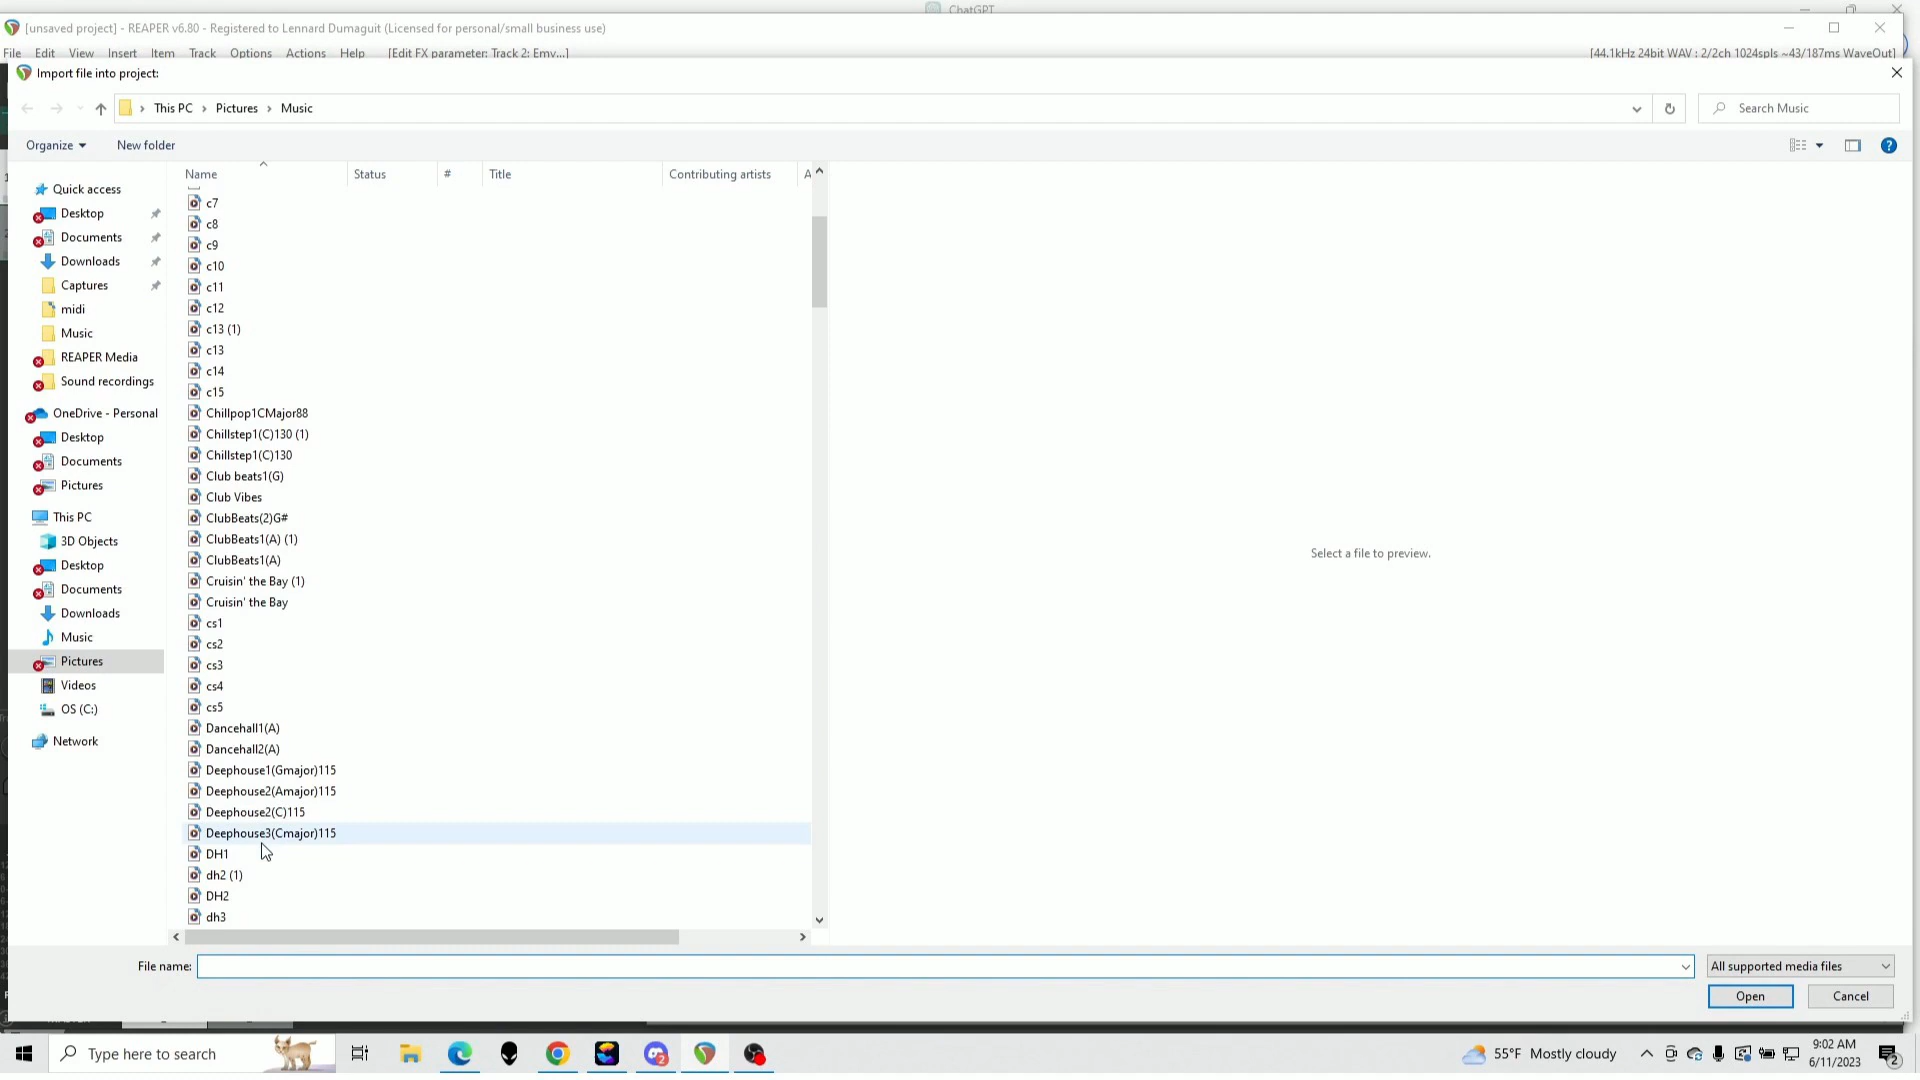 ChatGPT
[unsaved project] - REAPER v6.80 - Registered to Lennard Dumaguit (Licensed for personal/small business use)
File Edit View Insert Item Track Options Actions Help [Edit FX parameter: Track 2: Emv...]
[44.1kHz 24bit WAV : 2/2ch 1024spls ~43/187ms WaveOut]
Import file into project:
This PC > Pictures > Music
Search Music
Organize
New folder
Name
Status
#
Title
Contributing artists
A
Quick access
Desktop
Documents
Downloads
Captures
midi
Music
REAPER Media
Sound recordings
OneDrive - Personal
Desktop
Documents
Pictures
This PC
3D Objects
Desktop
Documents
Downloads
Music
Pictures
Videos
OS (C:)
Network
c7
c8
c9
c10
c11
c12
c13 (1)
c13
c14
c15
Chillpop1CMajor88
Chillstep1(C)130 (1)
Chillstep1(C)130
Club beats1(G)
Club Vibes
ClubBeats(2)G#
ClubBeats1(A) (1)
ClubBeats1(A)
Cruisin' the Bay (1)
Cruisin' the Bay
cs1
cs2
cs3
cs4
cs5
Dancehall1(A)
Dancehall2(A)
Deephouse1(Gmajor)115
Deephouse2(Amajor)115
Deephouse2(C)115
Deephouse3(Cmajor)115
DH1
dh2 (1)
DH2
dh3
Select a file to preview.
File name:
All supported media files
Open
Cancel
Type here to search
2
55°F Mostly cloudy
9:02 AM
6/11/2023
2